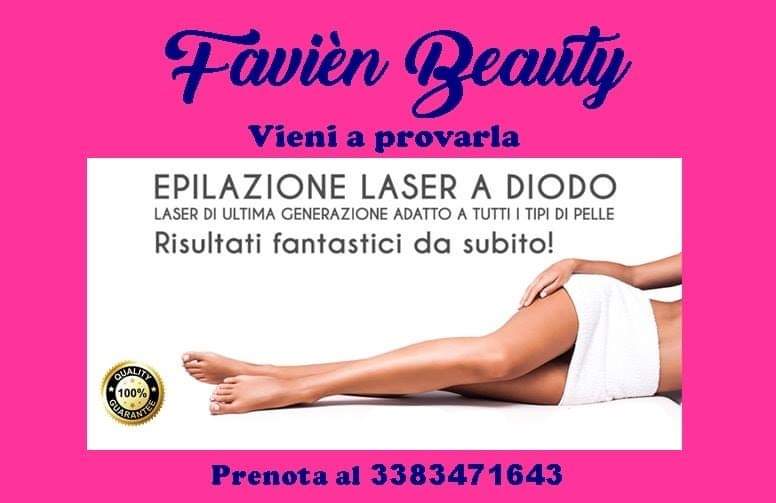 Favièn Beauty
Vieni a provarla
EPILAZIONE LASER A DIODO
LASER DI ULTIMA GENERAZIONE ADATTO A TUTTI I TIPI DI PELLE
Risultati fantastici da subito!
QUALITY
100%
GUARANTEE
Prenota al 3383471643